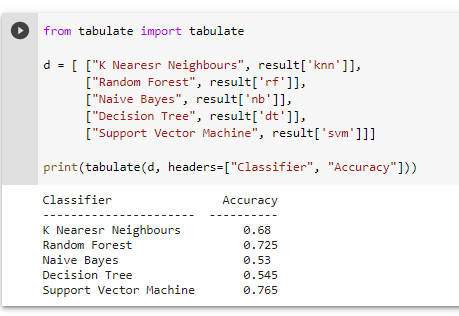 from tabulate import tabulate
d = [ ["K Nearesr Neighbours", result['knn']],
["Random Forest", result['rf']],
["Naive Bayes", result['nb']],
["Decision Tree", result['dt']],
["Support Vector Machine", result['svm']]]
print(tabulate(d, headers=["Classifier", "Accuracy"]))
Classifier Accuracy
---------------------- ----------
K Nearesr Neighbours 0.68
Random Forest 0.725
Naive Bayes 0.53
Decision Tree 0.545
Support Vector Machine 0.765